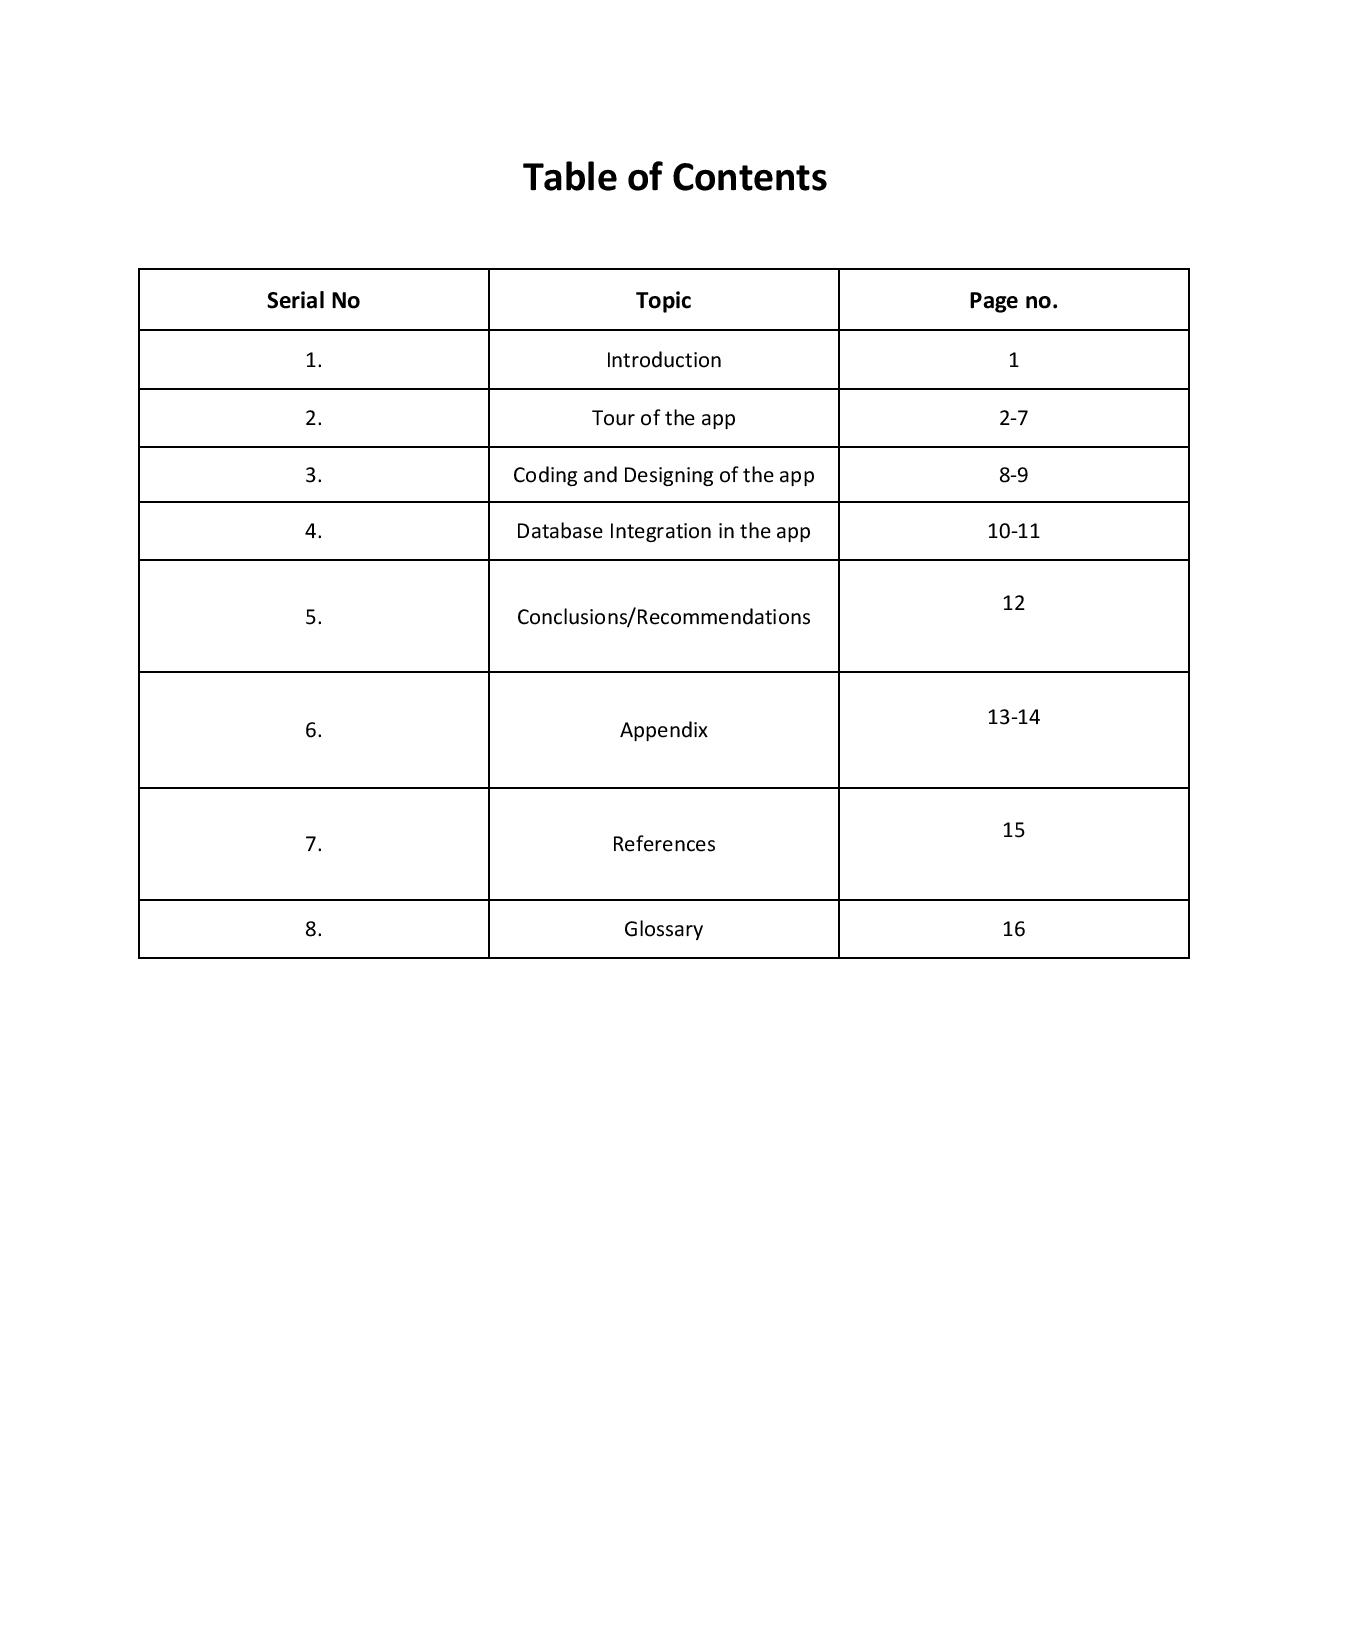 Table of Contents
Serial No Topic Page no.
1. Introduction 1
2. Tour of the app 2-7
3. Coding and Designing of the app 8-9
4. Database Integration in the app 10-11
5. Conclusions/Recommendations 12
6. Appendix 13-14
7. References 15
8. Glossary 16